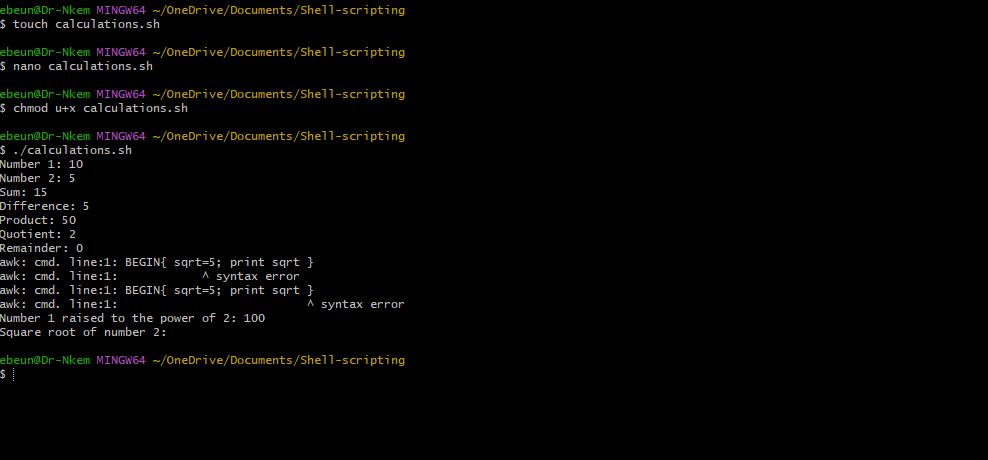 ebeun@Dr-Nkem MINGW64 ~/OneDrive/Documents/Shell-scripting
$ touch calculations.sh
ebeun@Dr-Nkem MINGW64 ~/OneDrive/Documents/Shell-scripting
$ nano calculations.sh
ebeun@Dr-Nkem MINGW64 ~/OneDrive/Documents/Shell-scripting
$ chmod u+x calculations.sh
ebeun@Dr-Nkem MINGW64 ~/OneDrive/Documents/Shell-scripting
$ ./calculations.sh
Number 1: 10
Number 2: 5
Sum: 15
Difference: 5
Product: 50
Quotient: 2
Remainder: 0
awk: cmd. line:1: BEGIN{ sqrt=5; print sqrt }
awk: cmd. line:1:            ^ syntax error
awk: cmd. line:1: BEGIN{ sqrt=5; print sqrt }
awk: cmd. line:1:                           ^ syntax error
Number 1 raised to the power of 2: 100
Square root of number 2:
ebeun@Dr-Nkem MINGW64 ~/OneDrive/Documents/Shell-scripting
$